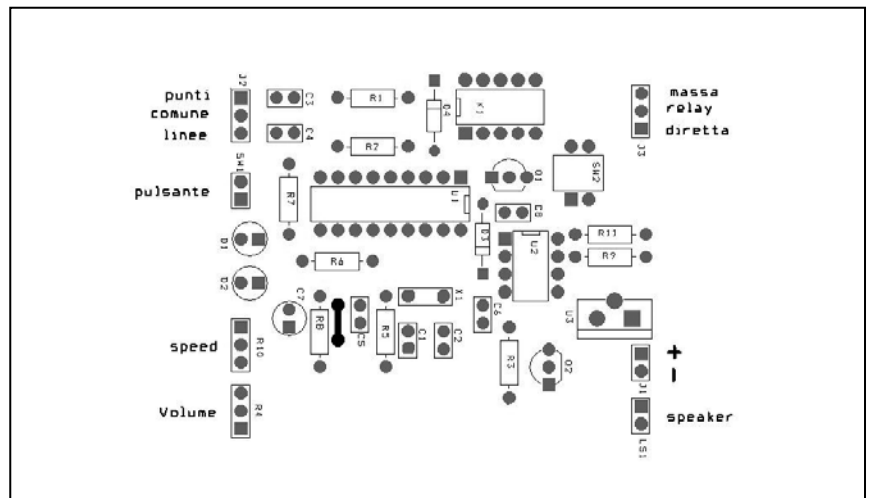 J2
punti
comune
linee
C3
C4
R1
R2
D4
K1
massa
relay
diretta
J3
SW1
pulsante
R7
U1
Q1
SW2
C8
D1
D2
R6
D3
U2
R11
R9
C7
R8
C5
X1
R5
C1
C2
C6
U3
speed
R10
R3
Q2
J1
+
-
Volume
R4
speaker
LS1